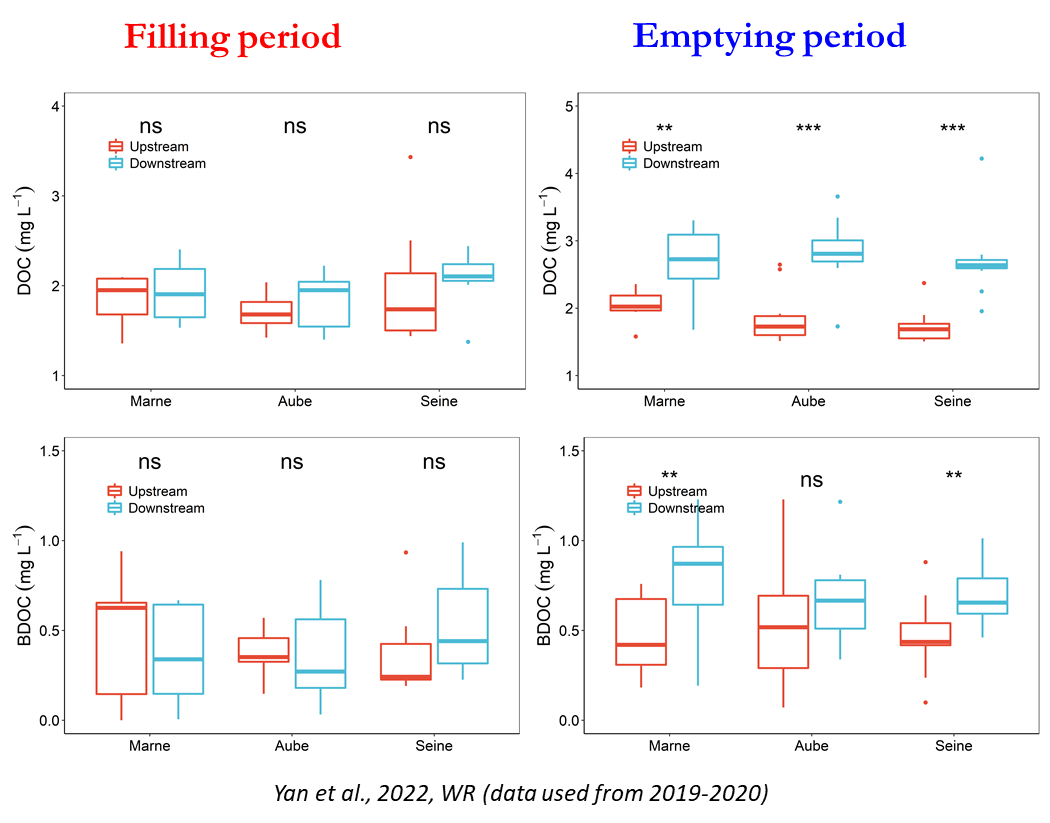 Filling period
Emptying period
4
3
2
1
DOC (mg L⁻¹)
ns
ns
ns
Upstream
Downstream
Marne
Aube
Seine
5
4
3
2
1
DOC (mg L⁻¹)
**
***
***
Upstream
Downstream
Marne
Aube
Seine
1.5
1.0
0.5
0.0
BDOC (mg L⁻¹)
ns
ns
ns
Upstream
Downstream
Marne
Aube
Seine
1.5
1.0
0.5
0.0
BDOC (mg L⁻¹)
**
ns
**
Upstream
Downstream
Marne
Aube
Seine
Yan et al., 2022, WR (data used from 2019-2020)